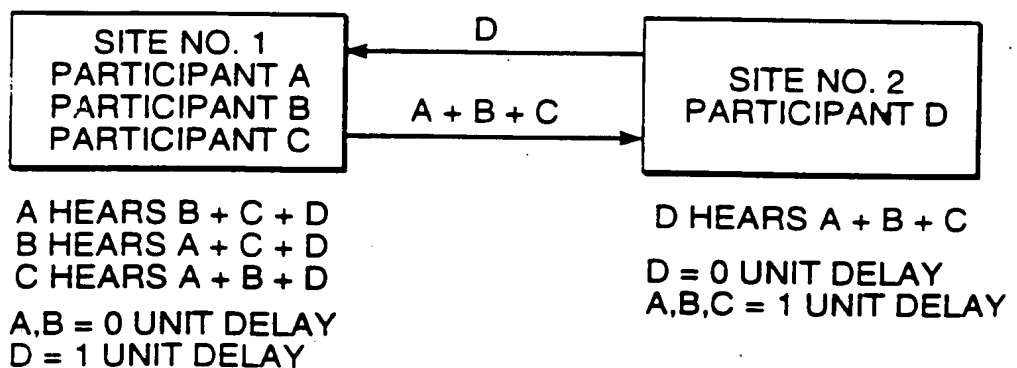 SITE NO. 1
PARTICIPANT A
PARTICIPANT B
PARTICIPANT C
D
A + B + C
SITE NO. 2
PARTICIPANT D
A HEARS B + C + D
B HEARS A + C + D
C HEARS A + B + D
A,B = 0 UNIT DELAY
D = 1 UNIT DELAY
D HEARS A + B + C
D = 0 UNIT DELAY
A,B,C = 1 UNIT DELAY